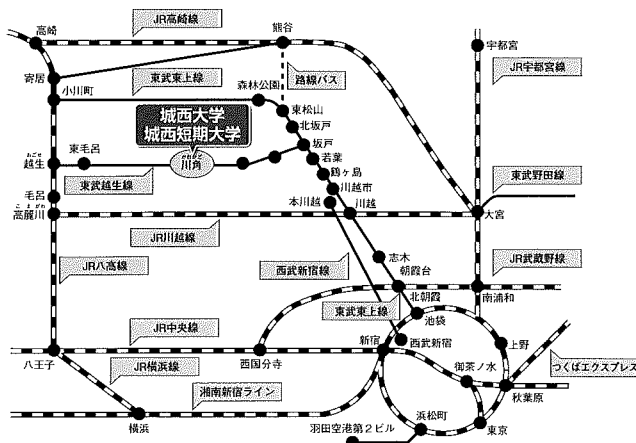 JR高崎線
高崎
熊谷
宇都宮
JR宇都宮線
寄居
東武東上線
路線バス
小川町
森林公園
東松山
城西大学
城西短期大学
北坂戸
坂戸
東毛呂
川角
若葉
越生
鶴ヶ島
東武越生線
川越市
東武野田線
毛呂
本川越
川越
高麗川
大宮
JR川越線
志木
JR八高線
西武新宿線
朝霞台
JR武蔵野線
北朝霞
南浦和
東武東上線
池袋
JR中央線
新宿
西武新宿
上野
八王子
西国分寺
御茶ノ水
つくばエクスプレス
JR横浜線
秋葉原
湘南新宿ライン
浜松町
横浜
羽田空港第2ビル
東京